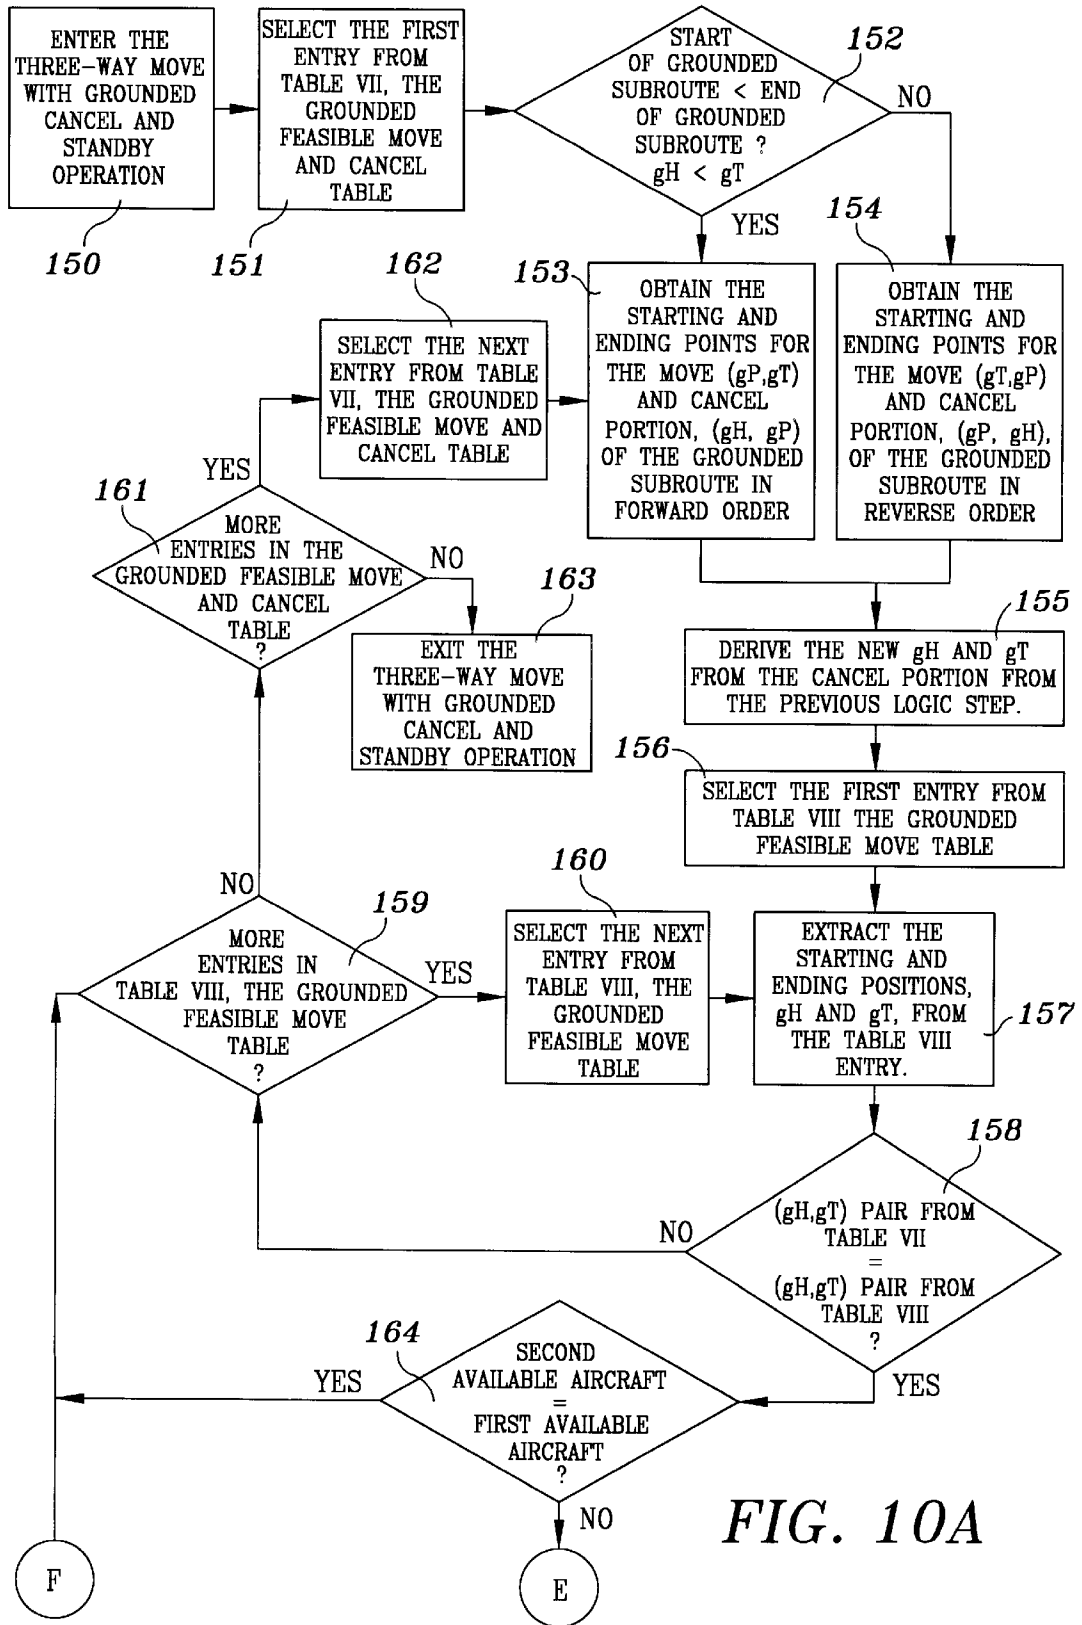 ENTER THE
THREE-WAY MOVE
WITH GROUNDED
CANCEL AND
STANDBY
OPERATION
150
SELECT THE FIRST
ENTRY FROM
TABLE VII, THE
GROUNDED
FEASIBLE MOVE
AND CANCEL
TABLE
151
START
OF GROUNDED
SUBROUTE < END
OF GROUNDED
SUBROUTE ?
gH < gT
152
NO
YES
153
OBTAIN THE
STARTING AND
ENDING POINTS FOR
THE MOVE (gP,gT)
AND CANCEL
PORTION, (gH, gP)
OF THE GROUNDED
SUBROUTE IN
FORWARD ORDER
154
OBTAIN THE
STARTING AND
ENDING POINTS FOR
THE MOVE (gT,gP)
AND CANCEL
PORTION, (gP, gH),
OF THE GROUNDED
SUBROUTE IN
REVERSE ORDER
162
SELECT THE NEXT
ENTRY FROM TABLE
VII, THE GROUNDED
FEASIBLE MOVE AND
CANCEL TABLE
YES
161
MORE
ENTRIES IN THE
GROUNDED FEASIBLE MOVE
AND CANCEL
TABLE
?
NO
163
EXIT THE
THREE-WAY MOVE
WITH GROUNDED
CANCEL AND
STANDBY OPERATION
155
DERIVE THE NEW gH AND gT
FROM THE CANCEL PORTION FROM
THE PREVIOUS LOGIC STEP.
156
SELECT THE FIRST ENTRY FROM
TABLE VIII THE GROUNDED
FEASIBLE MOVE TABLE
NO
159
MORE
ENTRIES IN
TABLE VIII, THE GROUNDED
FEASIBLE MOVE
TABLE
?
YES
160
SELECT THE NEXT
ENTRY FROM
TABLE VIII, THE
GROUNDED
FEASIBLE MOVE
TABLE
EXTRACT THE
STARTING AND
ENDING POSITIONS,
gH AND gT, FROM
THE TABLE VIII
ENTRY.
157
158
(gH,gT) PAIR FROM
TABLE VII
=
(gH,gT) PAIR FROM
TABLE VIII
?
NO
YES
164
SECOND
AVAILABLE AIRCRAFT
=
FIRST AVAILABLE
AIRCRAFT
?
YES
NO
F
E
FIG. 10A